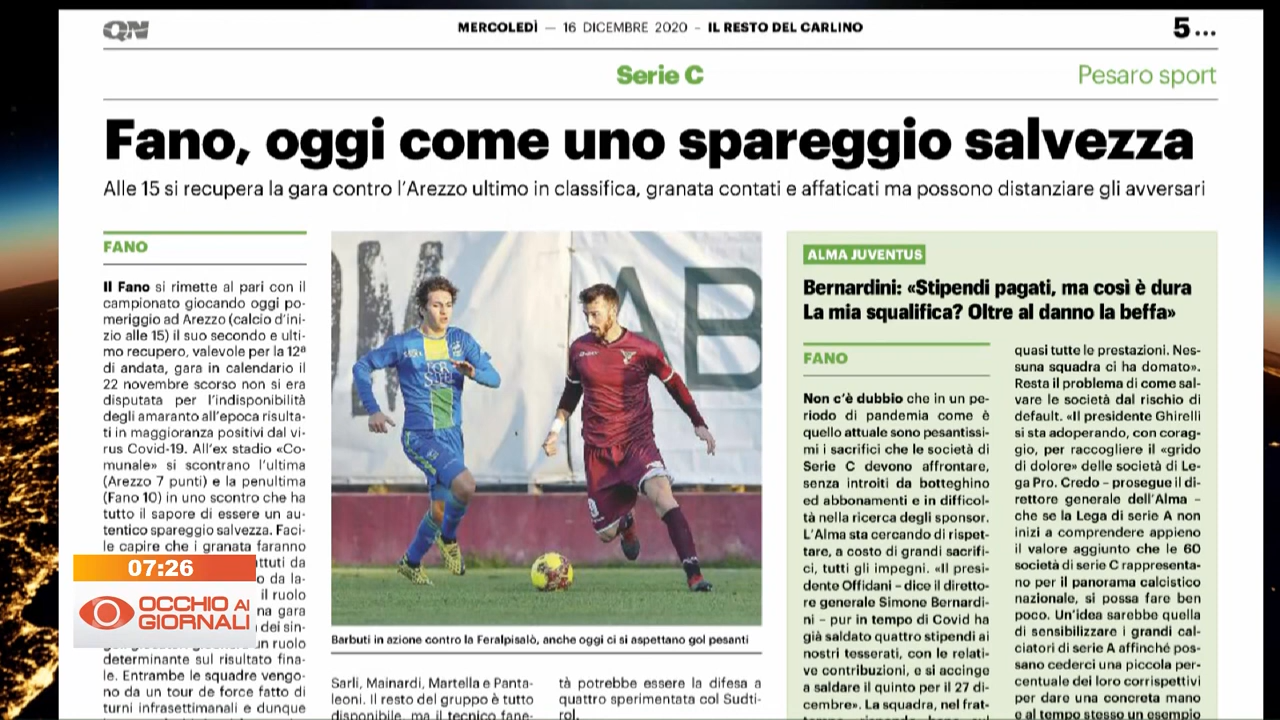 QN
MERCOLEDÌ — 16 DICEMBRE 2020 – IL RESTO DEL CARLINO
5...
Serie C
Pesaro sport
Fano, oggi come uno spareggio salvezza
Alle 15 si recupera la gara contro l'Arezzo ultimo in classifica, granata contati e affaticati ma possono distanziare gli avversari
FANO
Il Fano si rimette al pari con il
campionato giocando oggi po-
meriggio ad Arezzo (calcio d'ini-
zio alle 15) il suo secondo e ulti-
mo recupero, valevole per la 12ª
di andata, gara in calendario il
22 novembre scorso non si era
disputata per l'indisponibilità
degli amaranto all'epoca risulta-
ti in maggioranza positivi dal vi-
rus Covid-19. All'ex stadio «Co-
munale» si scontrano l'ultima
(Arezzo 7 punti) e la penultima
(Fano 10) in uno scontro che ha
tutto il sapore di essere un au-
tentico spareggio salvezza. Faci-
le capire che i granata faranno
da
da la-
il ruolo
gara
dei sin-
ruolo
determinante sul risultato fina-
le. Entrambe le squadre vengo-
no da un tour de force fatto di
turni infrasettimanali e dunque
07:26
OCCHIO AI
GIORNALI
AB
Barbuti in azione contro la Feralpisalò, anche oggi ci si aspettano gol pesanti
Sarli, Mainardi, Martella e Panta-
leoni. Il resto del gruppo è tutto
disponibile, ma il tecnico fane-
tà potrebbe essere la difesa a
quattro sperimentata col Sudti-
rol.
ALMA JUVENTUS
Bernardini: «Stipendi pagati, ma così è dura
La mia squalifica? Oltre al danno la beffa»
FANO
Non c'è dubbio che in un pe-
riodo di pandemia come è
quello attuale sono pesantissi-
mi i sacrifici che le società di
Serie C devono affrontare,
senza introiti da botteghino
ed abbonamenti e in difficol-
tà nella ricerca degli sponsor.
L'Alma sta cercando di rispet-
tare, a costo di grandi sacrifi-
ci, tutti gli impegni. «Il presi-
dente Offidani – dice il diretto-
re generale Simone Bernardi-
ni – pur in tempo di Covid ha
già saldato quattro stipendi ai
nostri tesserati, con le relati-
ve contribuzioni, e si accinge
a saldare il quinto per il 27 di-
cembre». La squadra, nel frat-
quasi tutte le prestazioni. Nes-
suna squadra ci ha domato».
Resta il problema di come sal-
vare le società dal rischio di
default. «Il presidente Ghirelli
si sta adoperando, con corag-
gio, per raccogliere il «grido
di dolore» delle società di Le-
ga Pro. Credo – prosegue il di-
rettore generale dell'Alma –
che se la Lega di serie A non
inizi a comprendere appieno
il valore aggiunto che le 60
società di serie C rappresenta-
no per il panorama calcistico
nazionale, si possa fare ben
poco. Un'idea sarebbe quella
di sensibilizzare i grandi cal-
ciatori di serie A affinché pos-
sano cederci una piccola per-
centuale dei loro corrispettivi
per dare una concreta mano
e al tempo stesso un esempio